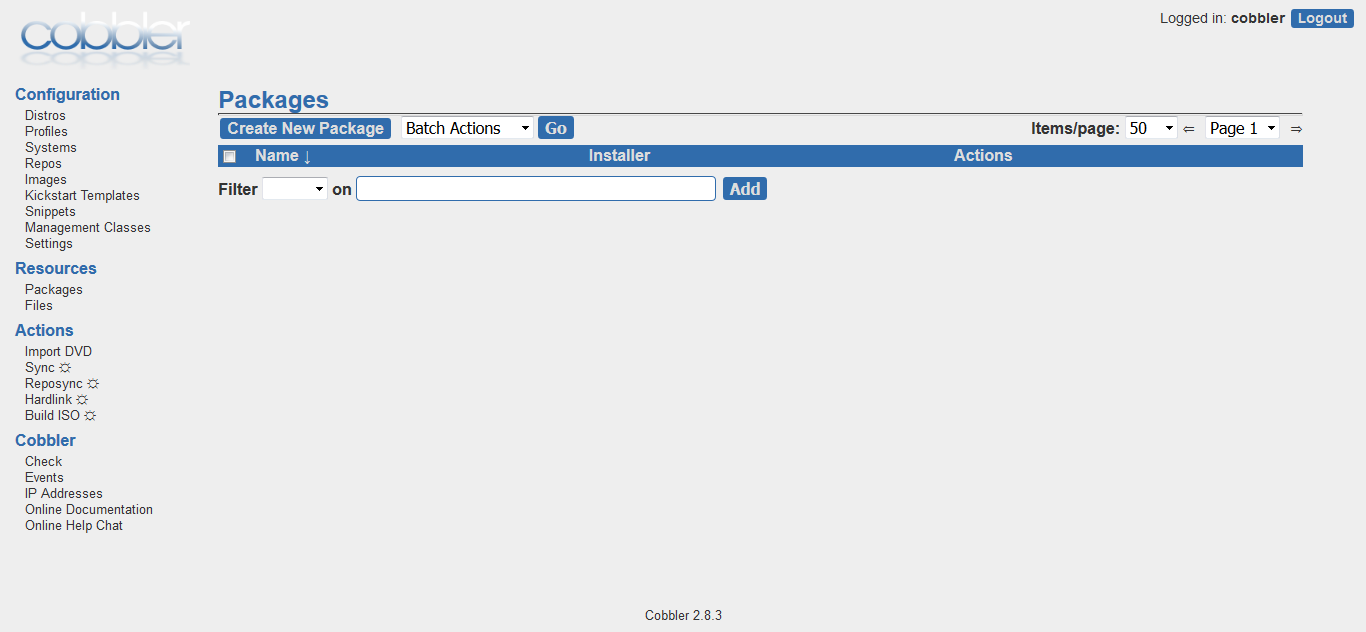 cobbler
Logged in: cobbler Logout
Configuration
Distros
Profiles
Systems
Repos
Images
Kickstart Templates
Snippets
Management Classes
Settings
Resources
Packages
Files
Actions
Import DVD
Sync ☼
Reposync ☼
Hardlink ☼
Build ISO ☼
Cobbler
Check
Events
IP Addresses
Online Documentation
Online Help Chat
Packages
Create New Package Batch Actions Go Items/page: 50 ⇐ Page 1 ⇒
Name ↓ Installer Actions
Filter on Add
Cobbler 2.8.3